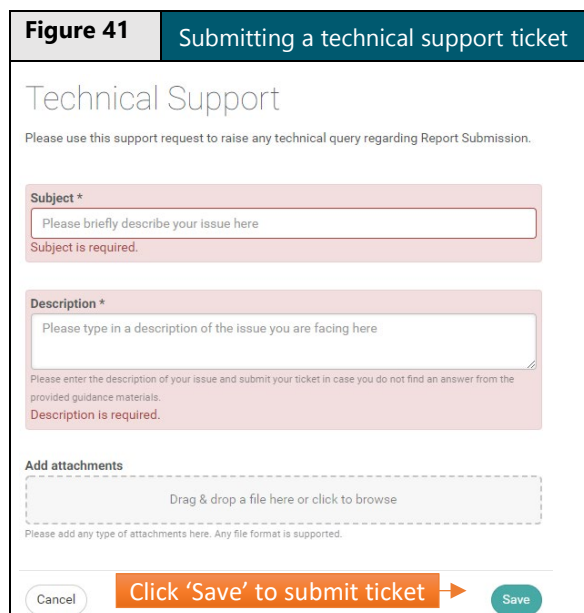 Figure 41
Submitting a technical support ticket
Technical Support
Please use this support request to raise any technical query regarding Report Submission.
Subject *
Please briefly describe your issue here
Subject is required.
Description *
Please type in a description of the issue you are facing here
Please enter the description of your issue and submit your ticket in case you do not find an answer from the
provided guidance materials.
Description is required.
Add attachments
Drag & drop a file here or click to browse
Please add any type of attachments here. Any file format is supported.
Cancel
Click ‘Save’ to submit ticket
Save